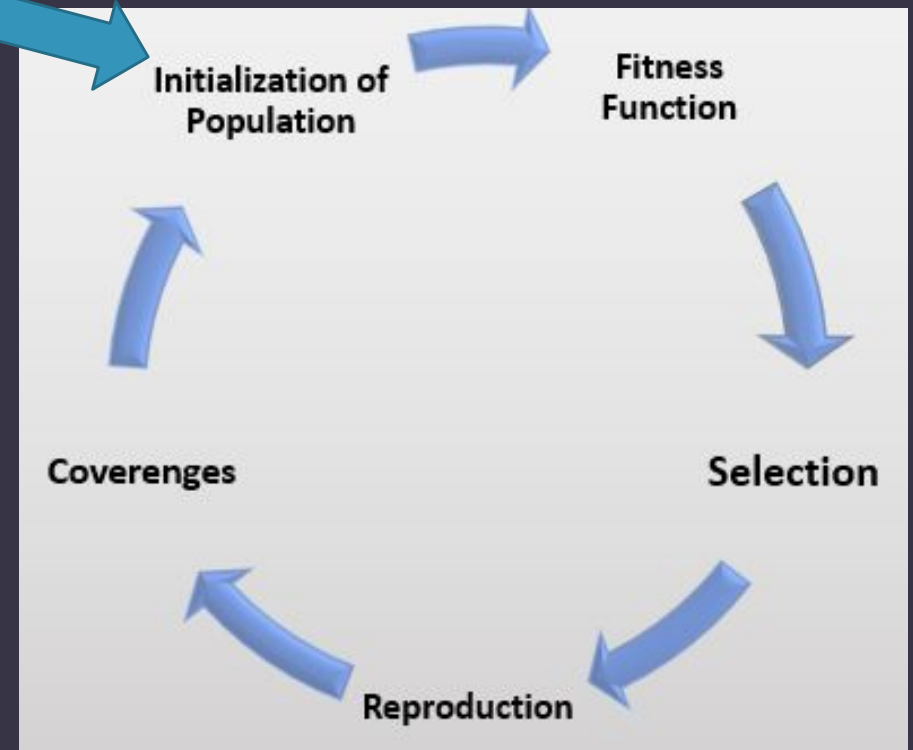 Initialization of
Population
Fitness
Function
Selection
Reproduction
Coverenges